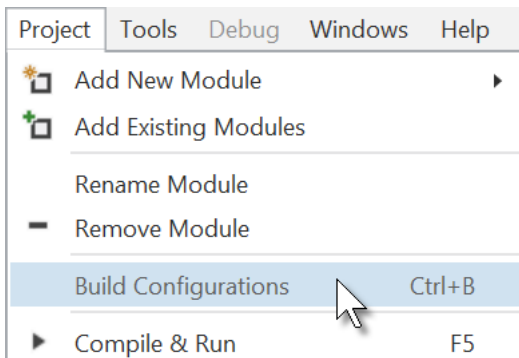 Project Tools Debug Windows Help
Add New Module
Add Existing Modules
Rename Module
Remove Module
Build Configurations Ctrl+B
Compile & Run F5